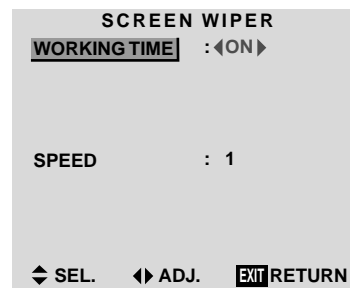 SCREEN WIPER
WORKING TIME : ◀ON▶
SPEED : 1
▲▼ SEL. ◀▶ ADJ. EXIT RETURN